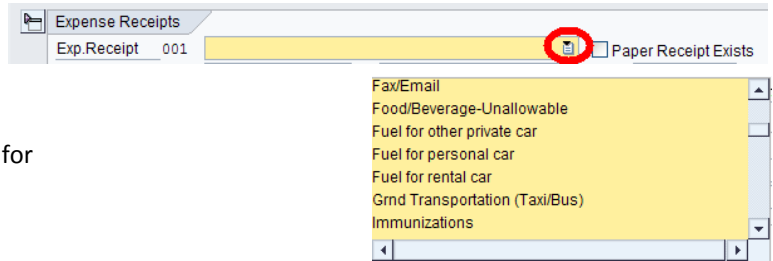 Expense Receipts
Exp.Receipt 001 Paper Receipt Exists
Fax/Email
Food/Beverage-Unallowable
Fuel for other private car
for
Fuel for personal car
Fuel for rental car
Grnd Transportation (Taxi/Bus)
Immunizations